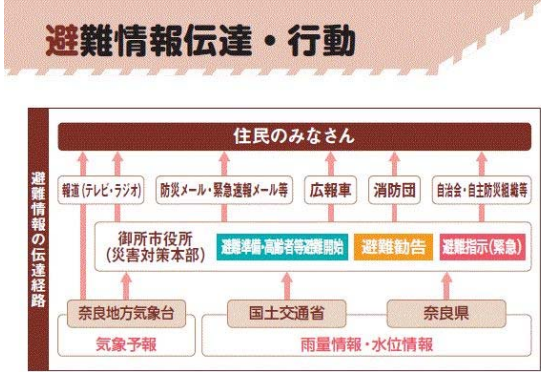 避難情報伝達・行動
避難情報の伝達経路
住民のみなさん
報道(テレビ・ラジオ)
防災メール・緊急速報メール等
広報車
消防団
自治会・自主防災組織等
御所市役所
(災害対策本部)
避難準備・高齢者等避難開始
避難勧告
避難指示(緊急)
奈良地方気象台
国土交通省
奈良県
気象予報
雨量情報・水位情報